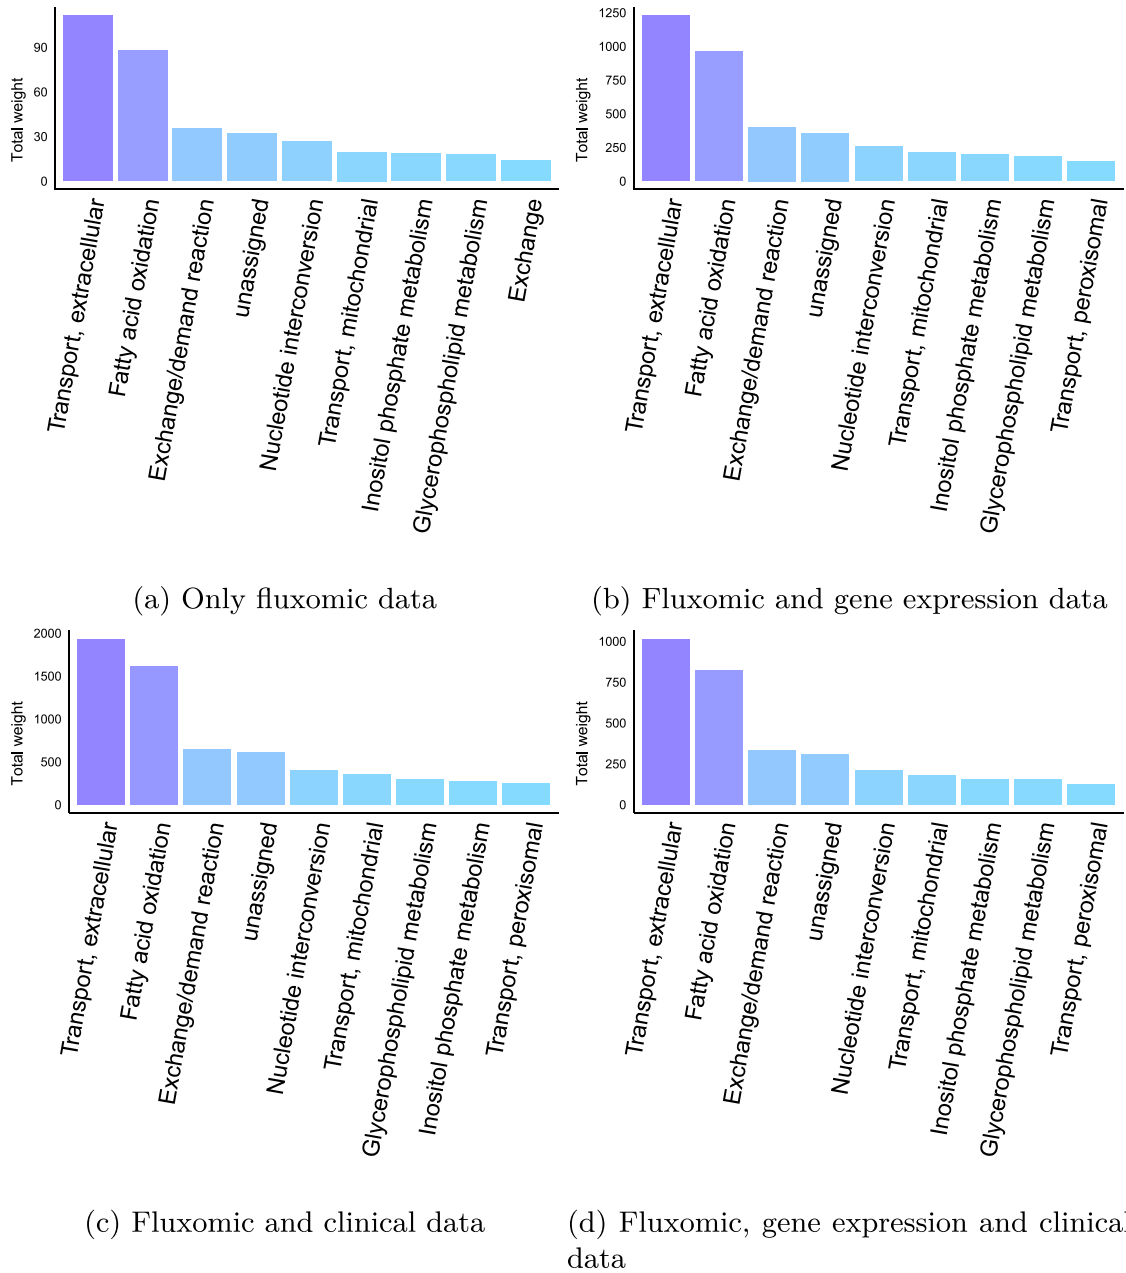 Total weight
90
60
30
0
Transport, extracellular
Fatty acid oxidation
Exchange/demand reaction
unassigned
Nucleotide interconversion
Transport, mitochondrial
Inositol phosphate metabolism
Glycerophospholipid metabolism
Exchange
(a) Only fluxomic data
Total weight
1250
1000
750
500
250
0
Transport, extracellular
Fatty acid oxidation
Exchange/demand reaction
unassigned
Nucleotide interconversion
Transport, mitochondrial
Inositol phosphate metabolism
Glycerophospholipid metabolism
Transport, peroxisomal
(b) Fluxomic and gene expression data
Total weight
2000
1500
1000
500
0
Transport, extracellular
Fatty acid oxidation
Exchange/demand reaction
unassigned
Nucleotide interconversion
Transport, mitochondrial
Glycerophospholipid metabolism
Inositol phosphate metabolism
Transport, peroxisomal
(c) Fluxomic and clinical data
Total weight
1000
750
500
250
0
Transport, extracellular
Fatty acid oxidation
Exchange/demand reaction
unassigned
Nucleotide interconversion
Transport, mitochondrial
Inositol phosphate metabolism
Glycerophospholipid metabolism
Transport, peroxisomal
(d) Fluxomic, gene expression and clinical
data